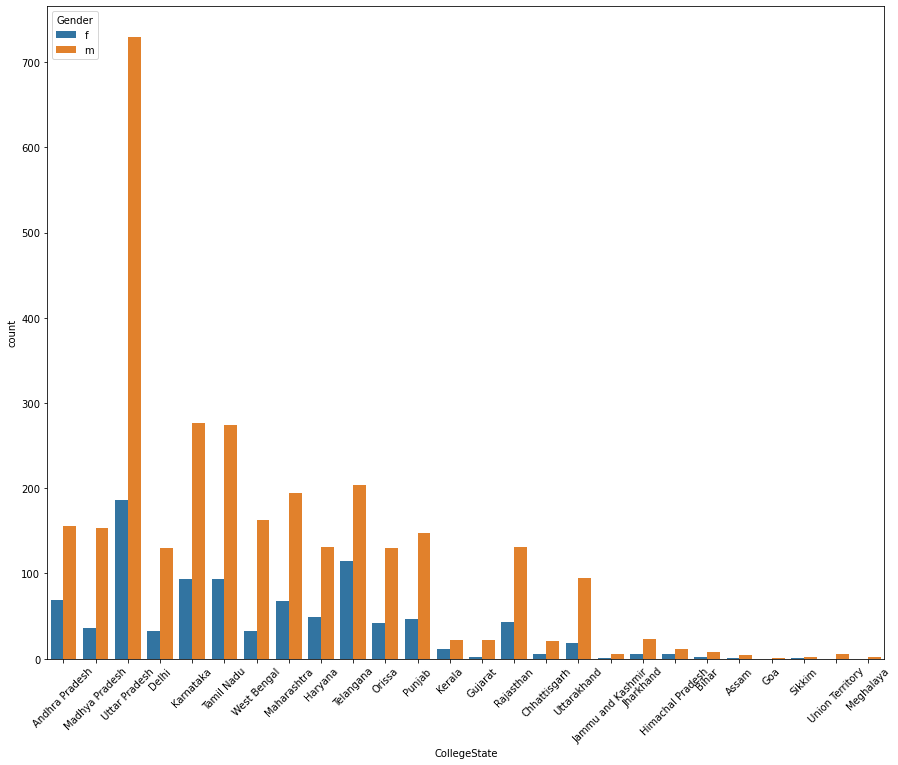 Gender
f
m
700
600
500
400
300
200
100
0
count
Andhra Pradesh
Madhya Pradesh
Uttar Pradesh
Delhi
Karnataka
Tamil Nadu
West Bengal
Maharashtra
Haryana
Telangana
Orissa
Punjab
Kerala
Gujarat
Rajasthan
Chhattisgarh
Uttarakhand
Jammu and Kashmir
Jharkhand
Himachal Pradesh
Bihar
Assam
Goa
Sikkim
Union Territory
Meghalaya
CollegeState